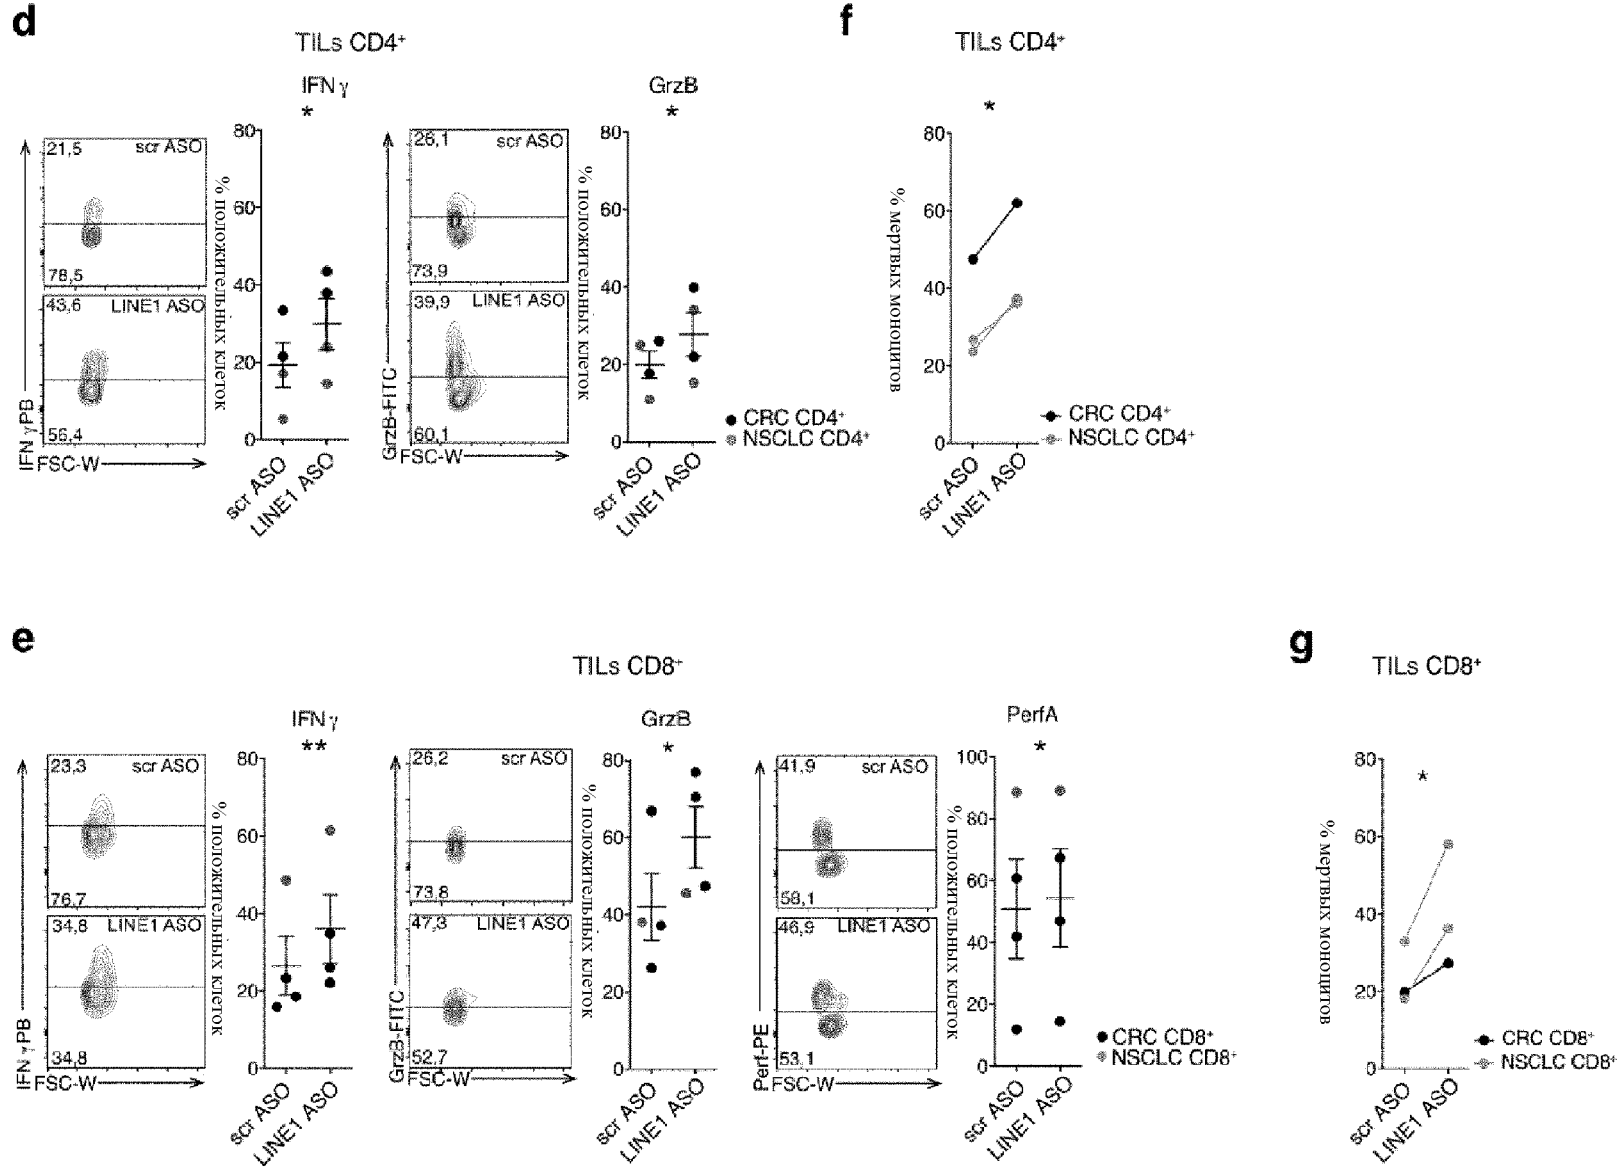 d
TILs CD4+
IFN γ
*
21,5
scr ASO
78,5
43,6
LINE1 ASO
56,4
IFN γPB
FSC-W
% положительных клеток
80
60
40
20
0
scr ASO
LINE1 ASO
GrzB
*
26,1
scr ASO
73,9
39,9
LINE1 ASO
60,1
GrzB-FITC
FSC-W
% положительных клеток
80
60
40
20
0
scr ASO
LINE1 ASO
CRC CD4+
NSCLC CD4+
f
TILs CD4+
*
% мертвых моноцитов
80
60
40
20
0
scr ASO
LINE1 ASO
CRC CD4+
NSCLC CD4+
e
TILs CD8+
IFN γ
**
23,3
scr ASO
76,7
34,8
LINE1 ASO
34,8
IFN γPB
FSC-W
% положительных клеток
80
60
40
20
0
scr ASO
LINE1 ASO
GrzB
*
26,2
scr ASO
73,8
47,3
LINE1 ASO
52,7
GrzB-FITC
FSC-W
% положительных клеток
80
60
40
20
0
scr ASO
LINE1 ASO
PerfA
*
41,9
scr ASO
58,1
46,9
LINE1 ASO
53,1
Perf-PE
FSC-W
% положительных клеток
100
80
60
40
20
0
scr ASO
LINE1 ASO
CRC CD8+
NSCLC CD8+
g
TILs CD8+
*
% мертвых моноцитов
80
60
40
20
0
scr ASO
LINE1 ASO
CRC CD8+
NSCLC CD8+